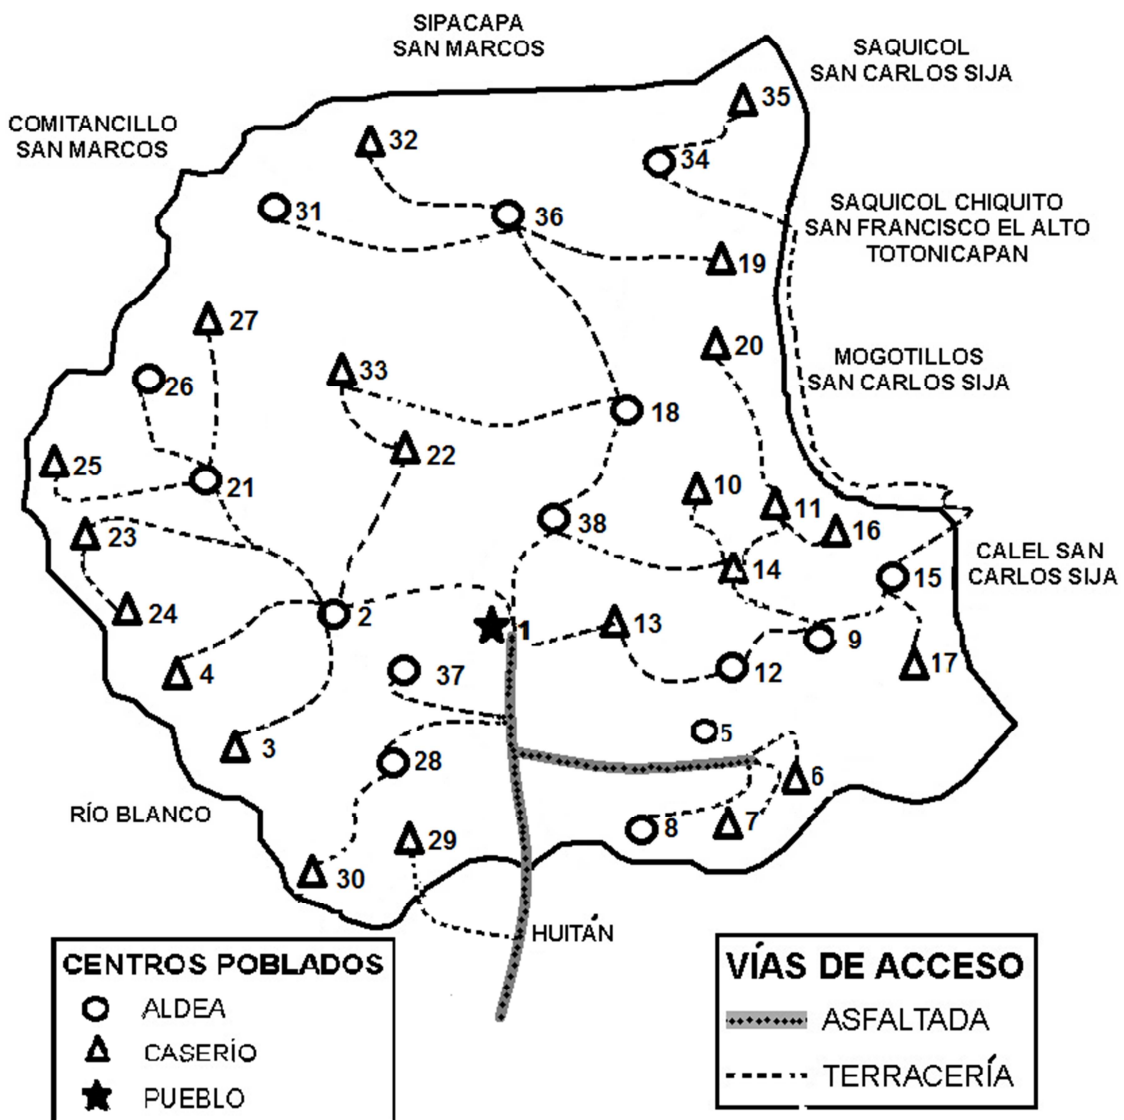 SIPACAPA
SAN MARCOS
SAQUICOL
SAN CARLOS SIJA
COMITANCILLO
SAN MARCOS
35
32
34
31
36
SAQUICOL CHIQUITO
SAN FRANCISCO EL ALTO
TOTONICAPAN
19
27
20
26
33
MOGOTILLOS
SAN CARLOS SIJA
18
22
25
21
10
11
23
38
16
14
CALEL SAN
CARLOS SIJA
15
24
2
1
13
9
4
37
12
17
3
5
28
6
RÍO BLANCO
29
8
7
30
HUITÁN
CENTROS POBLADOS
ALDEA
CASERÍO
PUEBLO
VÍAS DE ACCESO
ASFALTADA
TERRACERÍA